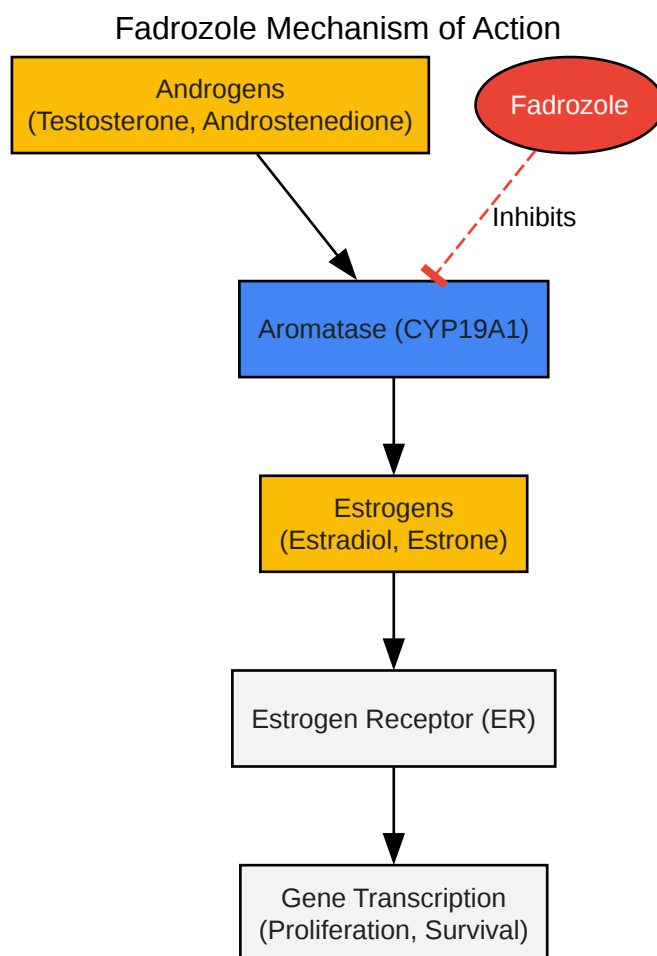 Fadrozole Mechanism of Action
Androgens
(Testosterone, Androstenedione)
Fadrozole
Inhibits
Aromatase (CYP19A1)
Estrogens
(Estradiol, Estrone)
Estrogen Receptor (ER)
Gene Transcription
(Proliferation, Survival)